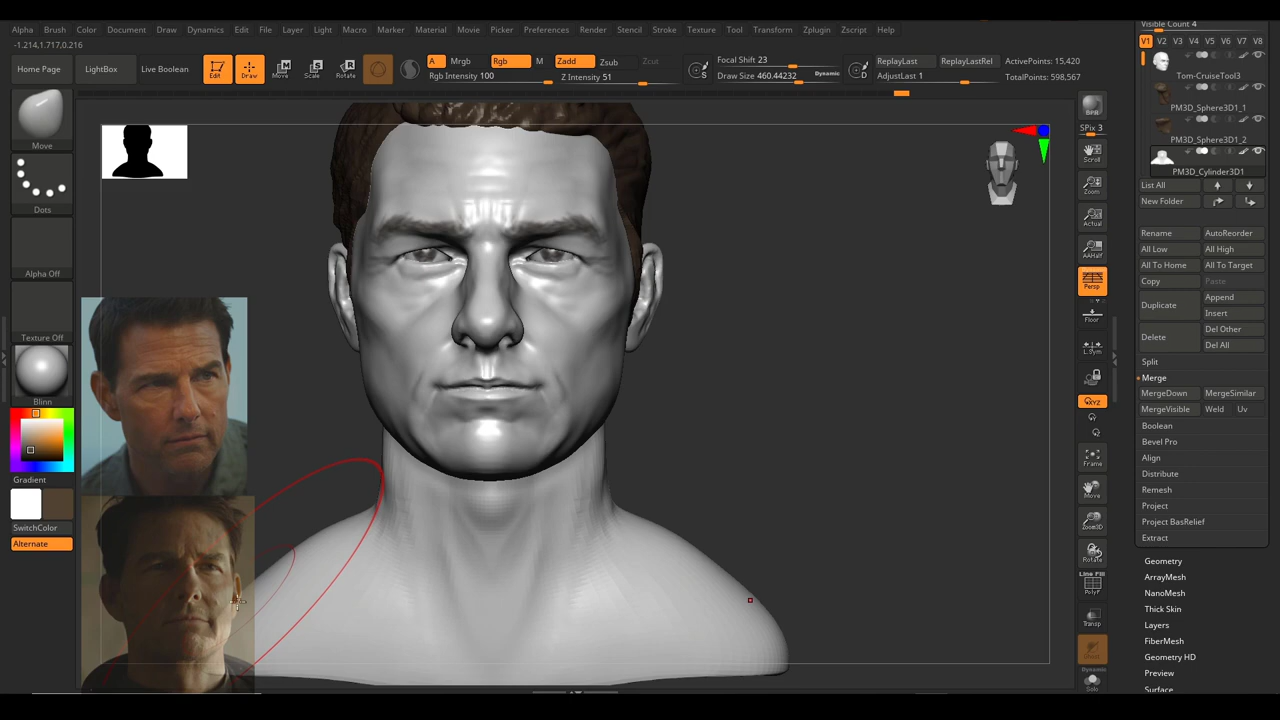 Alpha Brush Color Document Draw Dynamics Edit File Layer Light Macro Marker Material Movie Picker Preferences Render Stencil Stroke Texture Tool Transform Zplugin Zscript Help
-1.214,1.717,0.216
Home Page LightBox Live Boolean Edit Draw Move Scale Rotate
A Mrgb Rgb M Zadd Zsub Zcut
Rgb Intensity 100 Z Intensity 51
S Focal Shift 23
Draw Size 460.44232 Dynamic
D ReplayLast ReplayLastRel ActivePoints: 15,420
AdjustLast 1 TotalPoints: 598,567
Move
Dots
Alpha Off
Texture Off
Blinn
Gradient
SwitchColor
Alternate
BPR
SPix 3
Scroll
Zoom
Actual
AAHalf
Persp
Floor
L.Sym
XYZ
Frame
Move
Zoom3D
Rotate
Line Fill
PolyF
Transp
Dynamic
Solo
Visible Count 4
V1 V2 V3 V4 V5 V6 V7 V8
Tom-CruiseTool3
PM3D_Sphere3D1_1
PM3D_Sphere3D1_2
PM3D_Cylinder3D1
List All
New Folder
Rename AutoReorder
All Low All High
All To Home All To Target
Copy Paste
Duplicate Append
Insert
Delete Del Other
Del All
Split
Merge
MergeDown MergeSimilar
MergeVisible Weld Uv
Boolean
Bevel Pro
Align
Distribute
Remesh
Project
Project BasRelief
Extract
Geometry
ArrayMesh
NanoMesh
Thick Skin
Layers
FiberMesh
Geometry HD
Preview
Surface